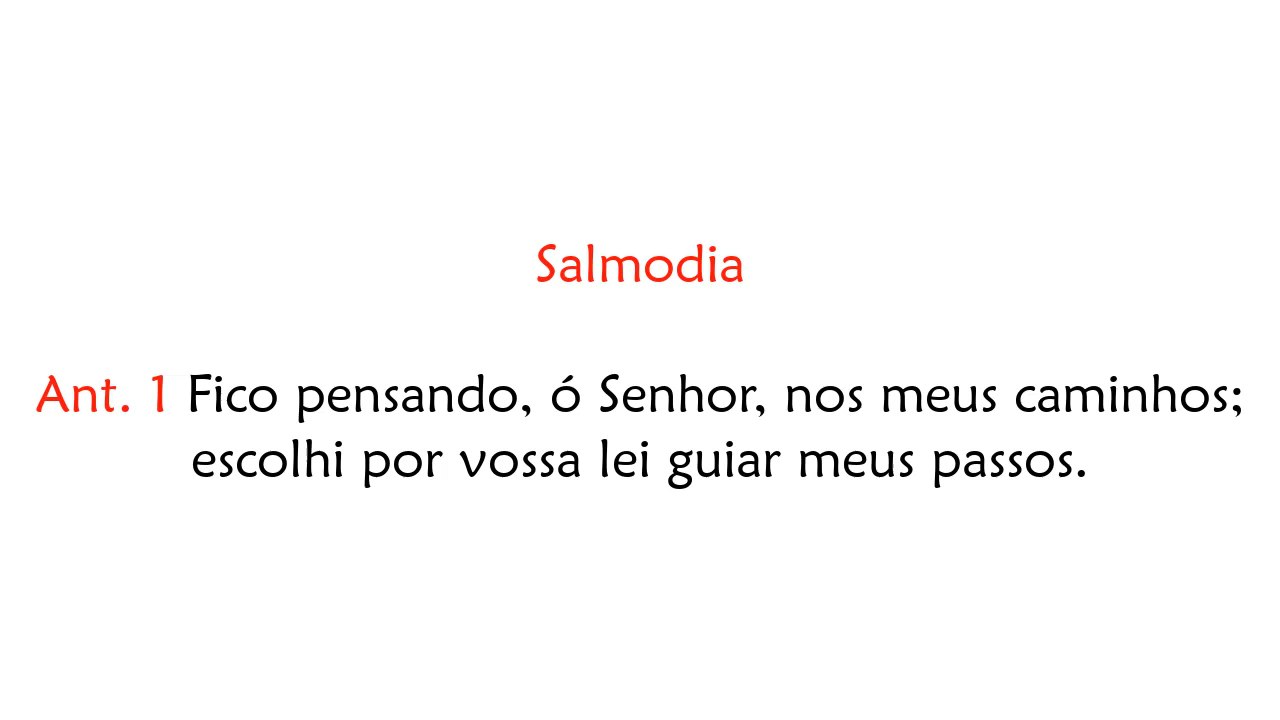 Salmodia
Ant. 1 Fico pensando, ó Senhor, nos meus caminhos;
escolhi por vossa lei guiar meus passos.